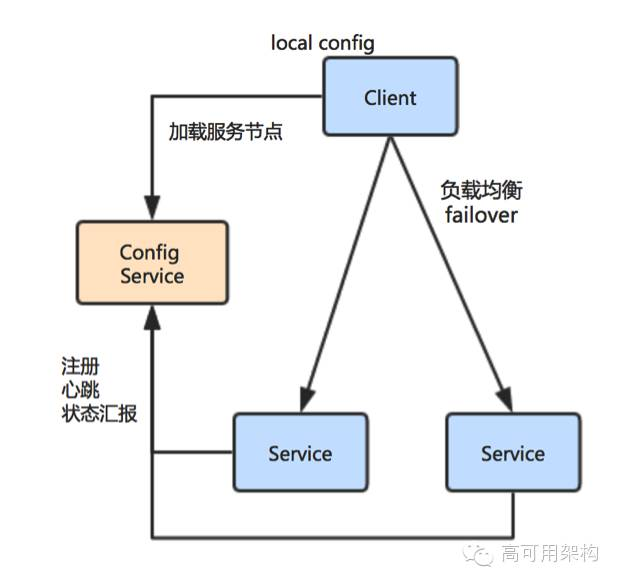 local config
Client
加载服务节点
负载均衡
failover
Config
Service
注册
心跳
状态汇报
Service
Service
高可用架构